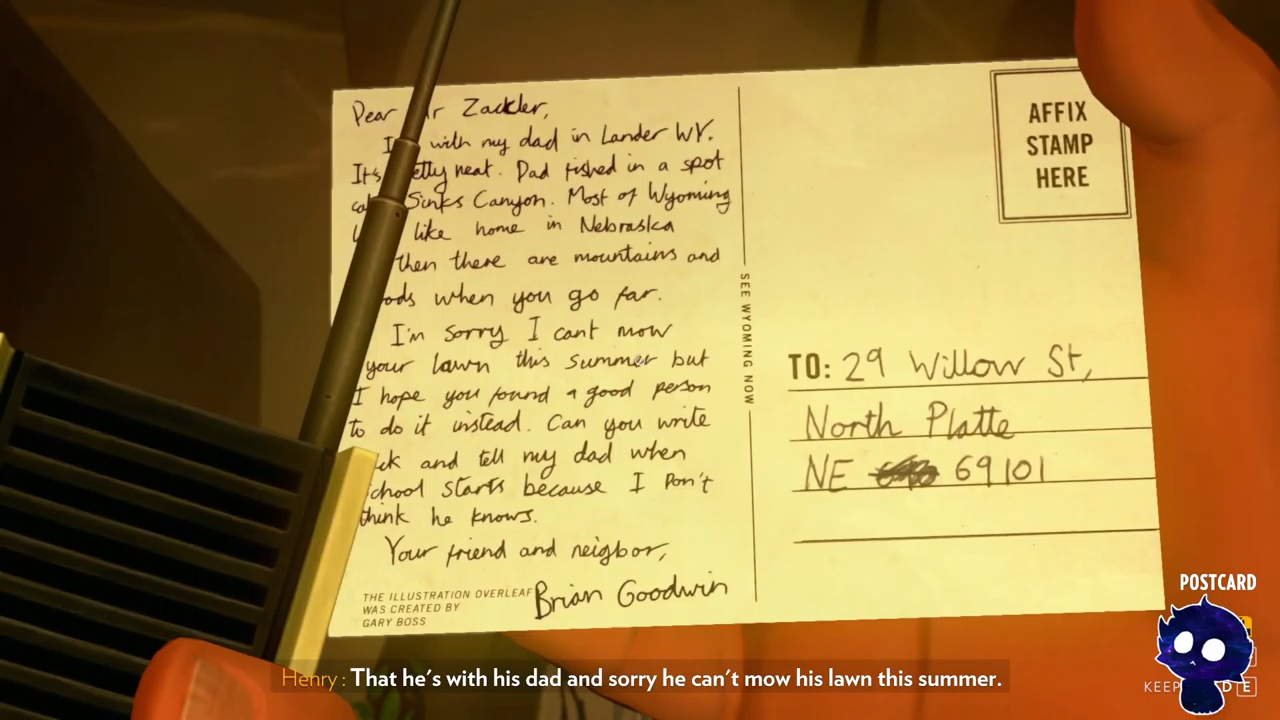 Dear Mr Zackler,
with my dad in Lander WY.
It's pretty neat. Dad fished in a spot
Sinks Canyon. Most of Wyoming
like home in Nebraska
then there are mountains and
when you go far.
I'm sorry I cant mow
your lawn this summer but
I hope you found a good person
to do it instead. Can you write
and tell my dad when
school starts because I Don't
think he knows.
Your friend and neigbor,
Brian Goodwin
THE ILLUSTRATION OVERLEAF
WAS CREATED BY
GARY BOSS
SEE WYOMING NOW
AFFIX
STAMP
HERE
TO: 29 Willow St,
North Platte
NE 69101
POSTCARD
KEEP
E
Henry : That he's with his dad and sorry he can't mow his lawn this summer.